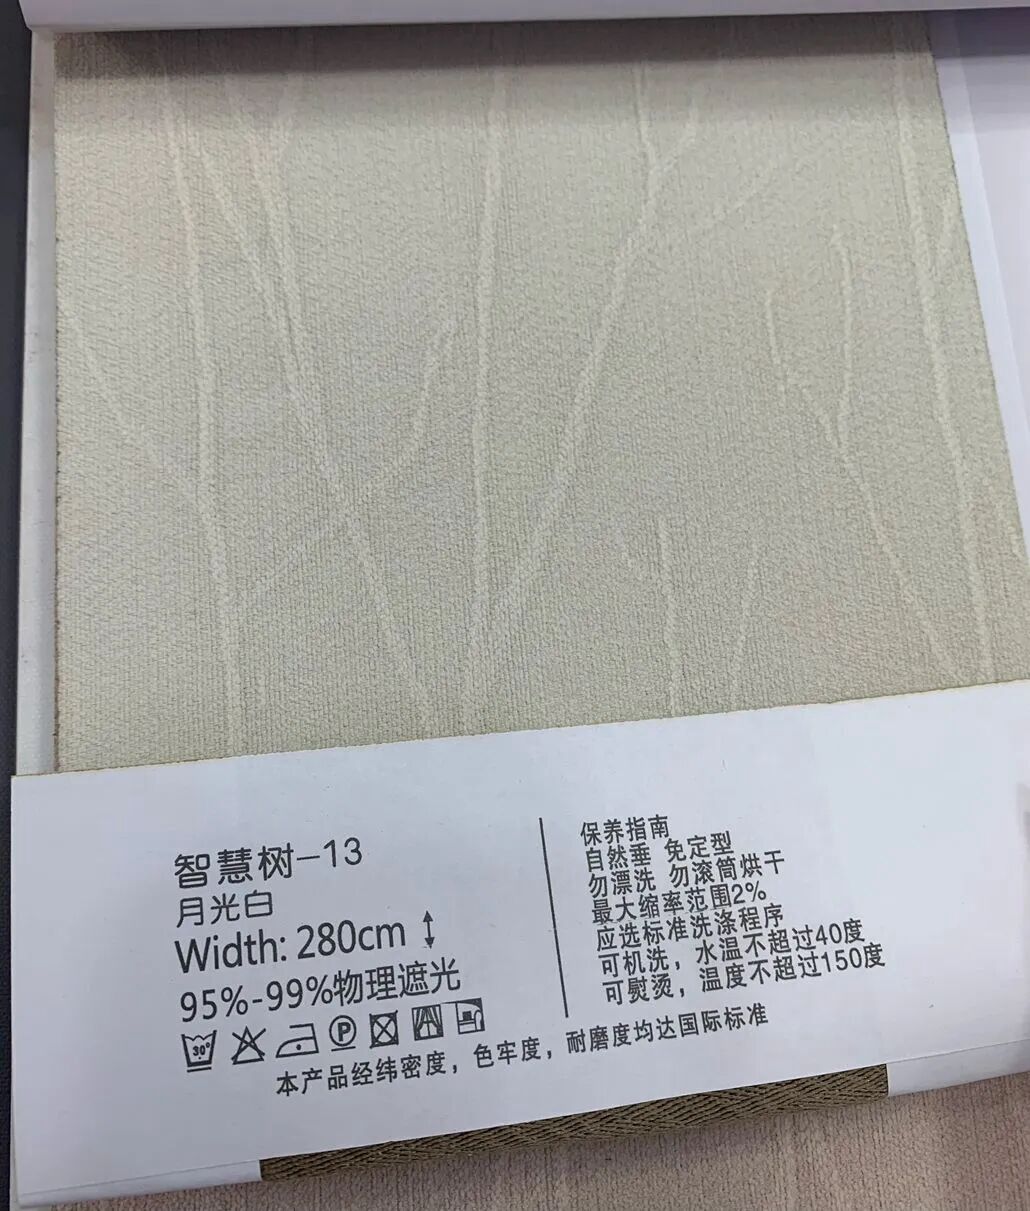 智慧树-13
月光白
Width: 280cm
95%-99%物理遮光
30°
P
保养指南
自然垂 免定型
勿漂洗 勿滚筒烘干
最大缩率范围2%
应选标准洗涤程序
可机洗，水温不超过40度
可熨烫，温度不超过150度
本产品经纬密度，色牢度，耐磨度均达国际标准